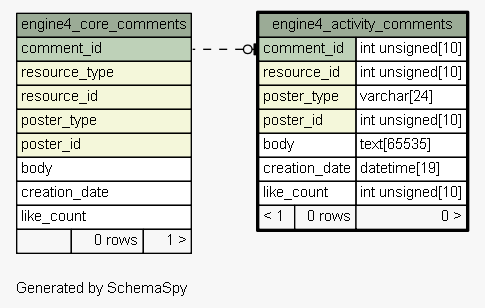 engine4_core_comments
comment_id
resource_type
resource_id
poster_type
poster_id
body
creation_date
like_count
0 rows 1 >
engine4_activity_comments
comment_id int unsigned[10]
resource_id int unsigned[10]
poster_type varchar[24]
poster_id int unsigned[10]
body text[65535]
creation_date datetime[19]
like_count int unsigned[10]
< 1 0 rows 0 >
Generated by SchemaSpy